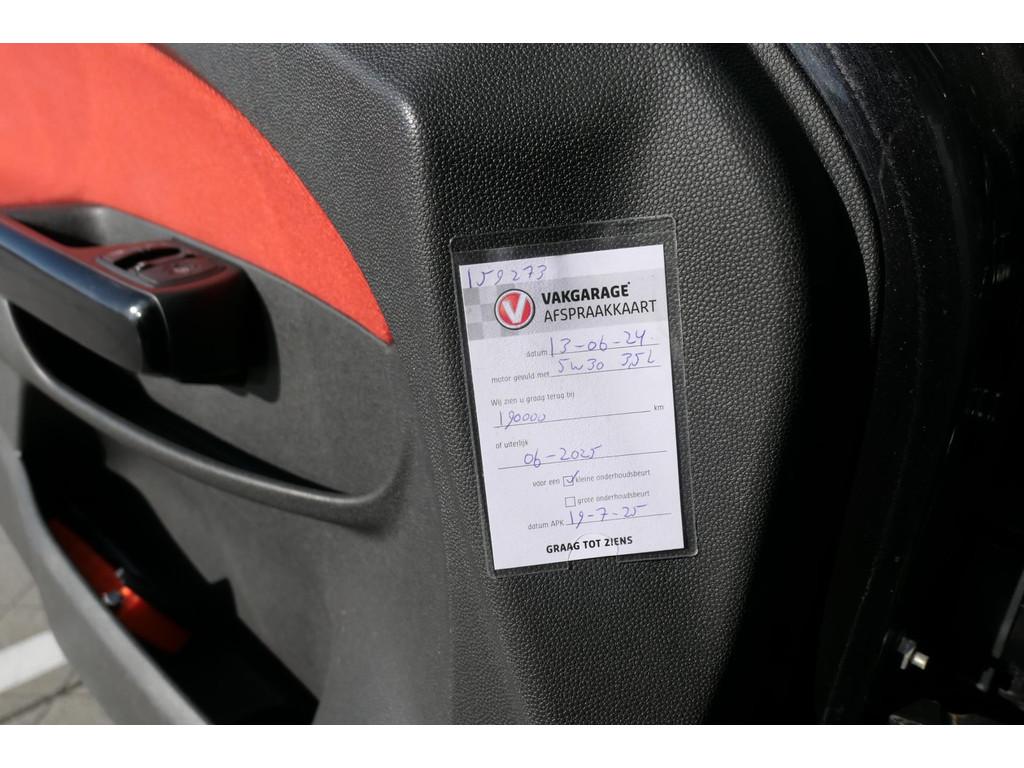 159273
V VAKGARAGE
AFSPRAAKKAART
datum 13-06-24
motor gevuld met 5w30 3,5L
Wij zien u graag terug bij
190000 km
of uiterlijk
06-2025
voor een ☑ kleine onderhoudsbeurt
☐ grote onderhoudsbeurt
datum APK 19-7-25
GRAAG TOT ZIENS